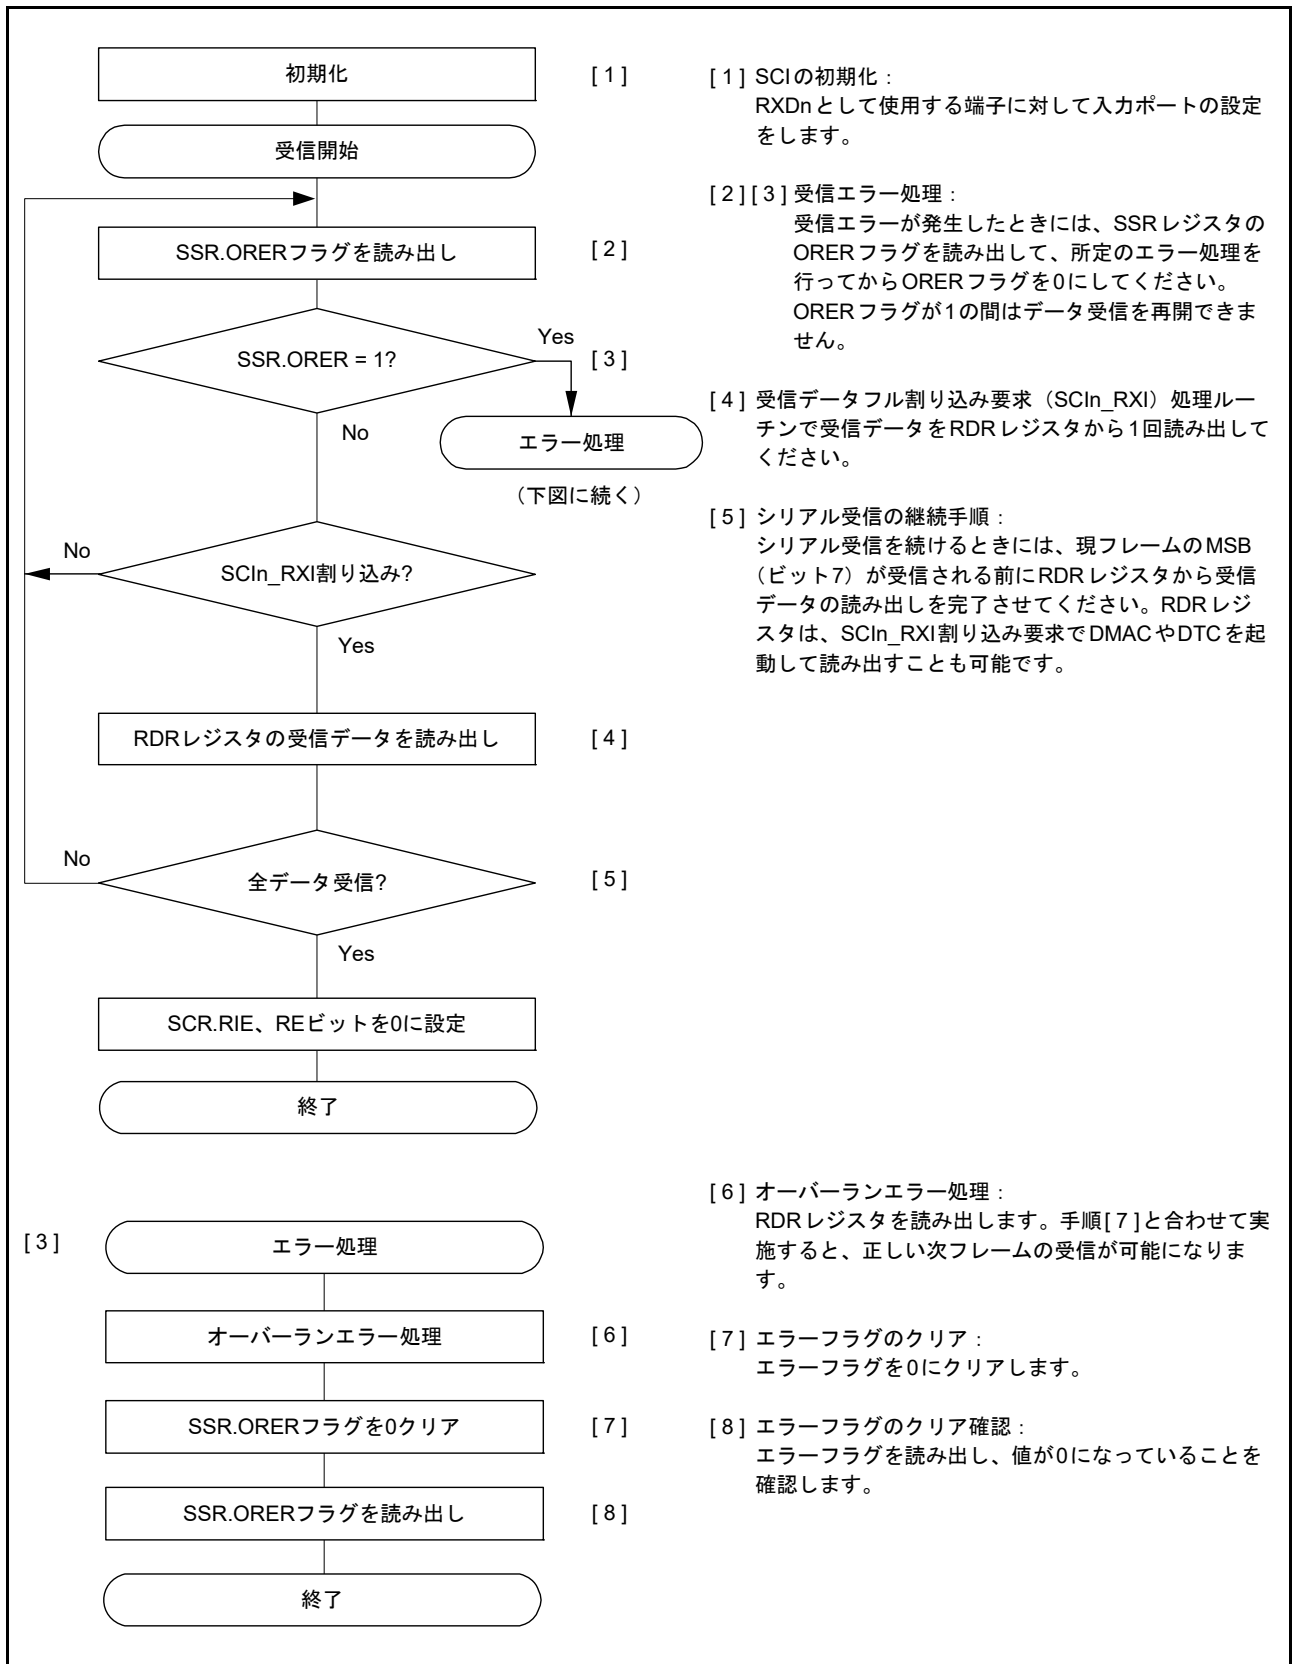 初期化
[ 1 ]
受信開始
SSR.ORERフラグを読み出し
[ 2 ]
SSR.ORER = 1?
Yes
[ 3 ]
No
エラー処理
（下図に続く）
No
SCIn_RXI割り込み?
Yes
RDRレジスタの受信データを読み出し
[ 4 ]
No
全データ受信?
[ 5 ]
Yes
SCR.RIE、REビットを0に設定
終了
[ 1 ] SCIの初期化：
RXDnとして使用する端子に対して入力ポートの設定
をします。
[ 2 ][ 3 ] 受信エラー処理：
受信エラーが発生したときには、SSRレジスタの
ORERフラグを読み出して、所定のエラー処理を
行ってからORERフラグを0にしてください。
ORERフラグが1の間はデータ受信を再開できま
せん。
[ 4 ] 受信データフル割り込み要求（SCIn_RXI）処理ルー
チンで受信データをRDRレジスタから1回読み出して
ください。
[ 5 ] シリアル受信の継続手順：
シリアル受信を続けるときには、現フレームのMSB
（ビット7）が受信される前にRDRレジスタから受信
データの読み出しを完了させてください。RDRレジ
スタは、SCIn_RXI割り込み要求でDMACやDTCを起
動して読み出すことも可能です。
[ 3 ]
エラー処理
オーバーランエラー処理
[ 6 ]
SSR.ORERフラグを0クリア
[ 7 ]
SSR.ORERフラグを読み出し
[ 8 ]
終了
[ 6 ] オーバーランエラー処理：
RDRレジスタを読み出します。手順[ 7 ]と合わせて実
施すると、正しい次フレームの受信が可能になりま
す。
[ 7 ] エラーフラグのクリア：
エラーフラグを0にクリアします。
[ 8 ] エラーフラグのクリア確認：
エラーフラグを読み出し、値が0になっていることを
確認します。